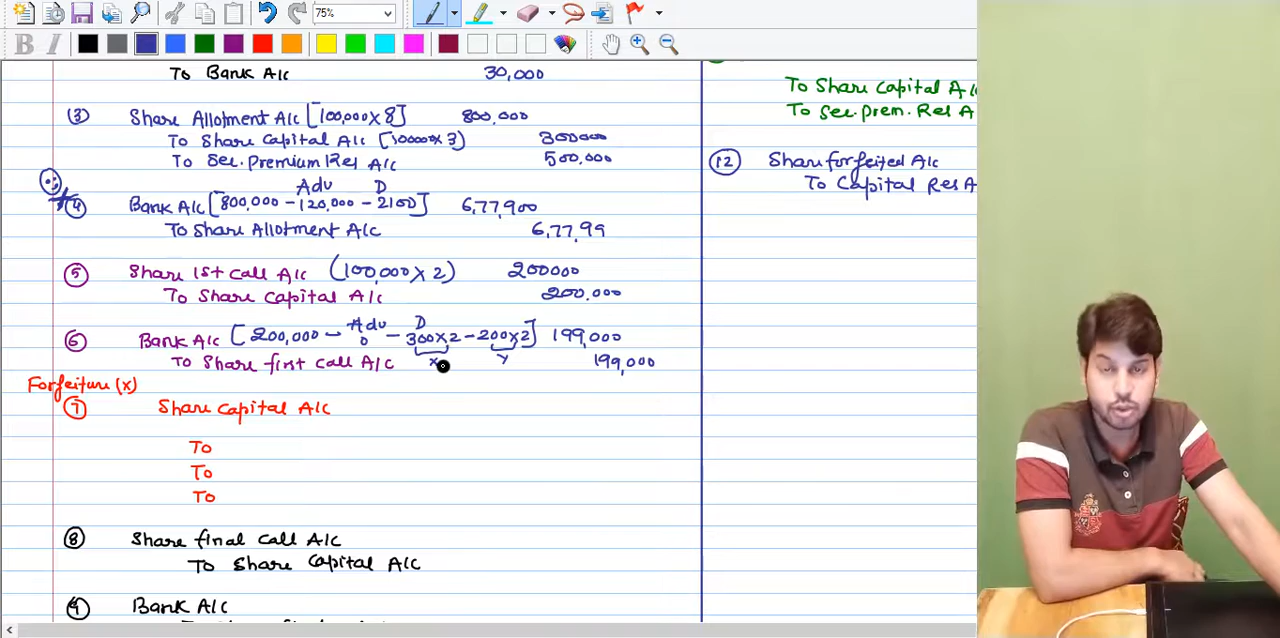 75%
B I
To Bank A/c 30,000
(3) Share Allotment A/c [100,000 x 8] 800,000
To Share Capital A/c [100000 x 3) 300000
To Sec. Premium Res A/c 500,000
Adv D
(4) Bank A/c [800,000 - 120,000 - 2100] 6,77,900
To Share Allotment A/c 6,77,99
(5) Share 1st Call A/c (100,000 x 2) 200000
To Share Capital A/c 200,000
Adv D
(6) Bank A/c [200,000 - 0 - 300x2 - 200x2] 199,000
x y
To Share first call A/c 199,000
Forfeiture (x)
(7) Share Capital A/c
To
To
To
(8) Share final call A/c
To Share Capital A/c
(9) Bank A/c
To Share Capital A/c
To Sec. Prem. Res A
(12) Share forfeited A/c
To Capital Res A